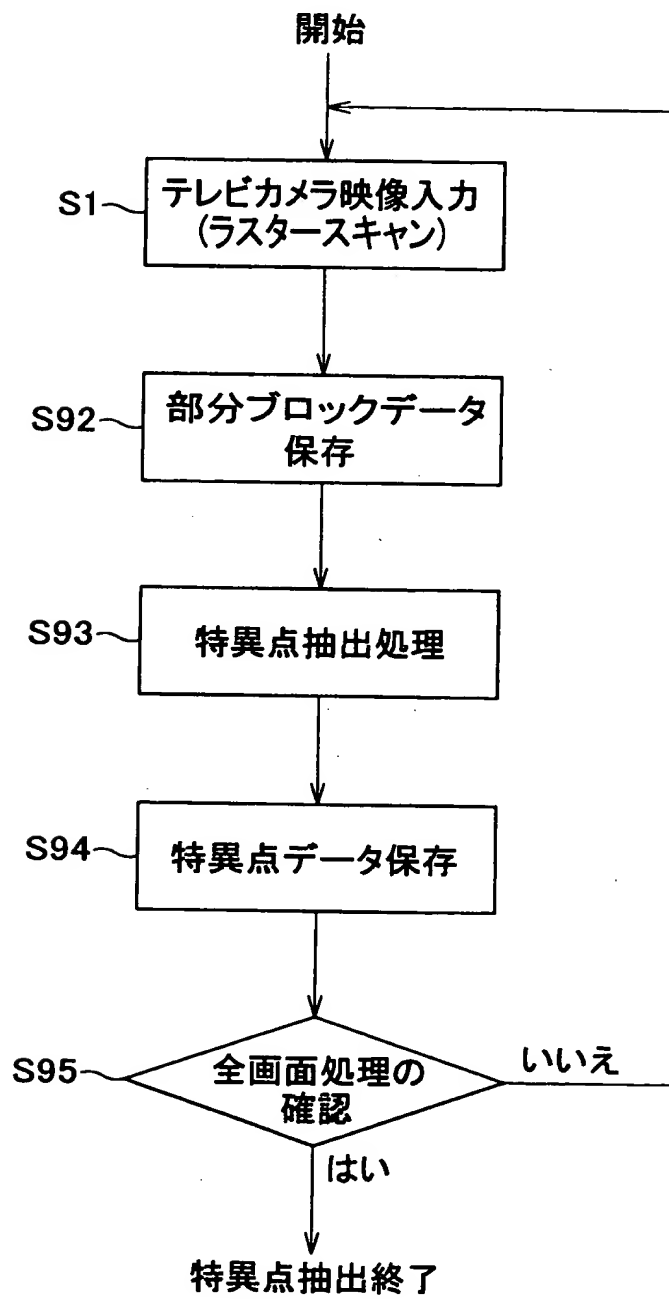 開始
S1
テレビカメラ映像入力
(ラスタースキャン)
S92
部分ブロックデータ
保存
S93
特異点抽出処理
S94
特異点データ保存
S95
全画面処理の
確認
いいえ
はい
特異点抽出終了